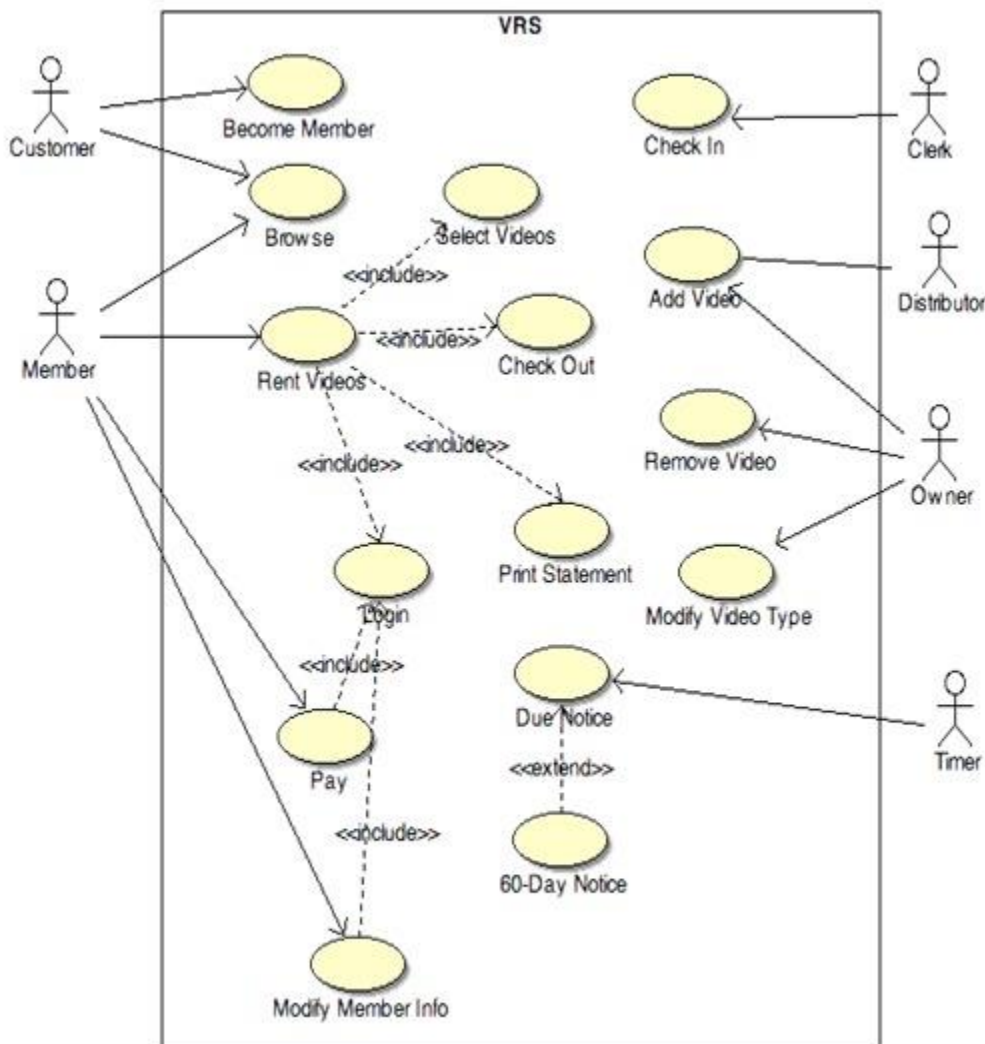 VRS
Customer
Become Member
Check In
Clerk
Browse
Select Videos
<<include>>
Add Video
Distributor
Member
Rent Videos
<<include>>
Check Out
<<include>>
<<include>>
Remove Video
Owner
Login
Print Statement
Modify Video Type
<<include>>
Due Notice
Pay
<<extend>>
Timer
<<include>>
60-Day Notice
Modify Member Info